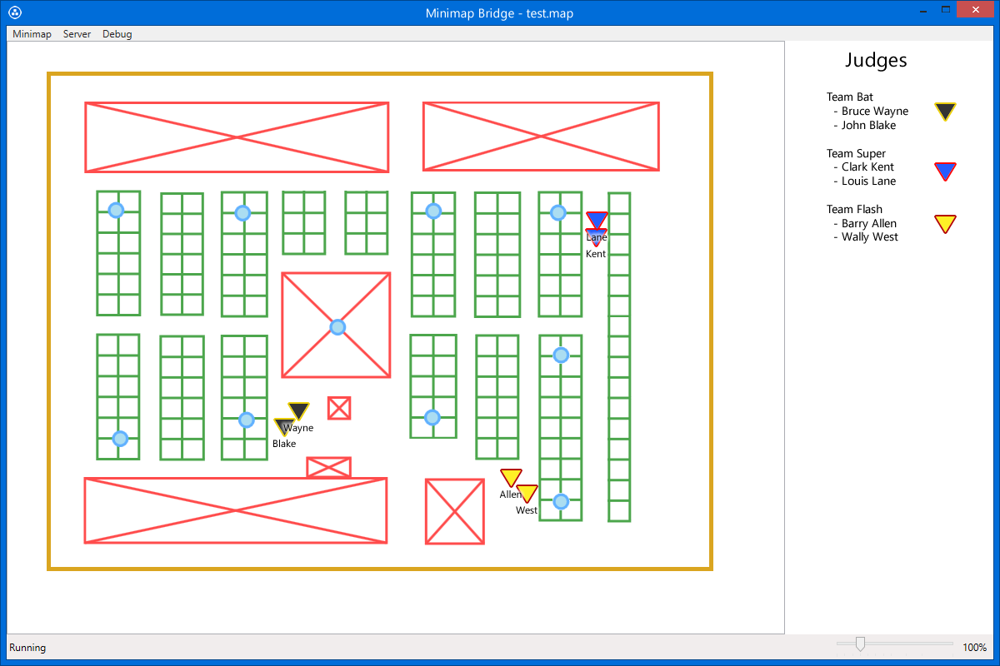 Minimap Bridge - test.map
Minimap Server Debug
Judges
Team Bat
- Bruce Wayne
- John Blake
Team Super
- Clark Kent
- Louis Lane
Team Flash
- Barry Allen
- Wally West
Lane
Kent
Wayne
Blake
Allen
West
Running
100%